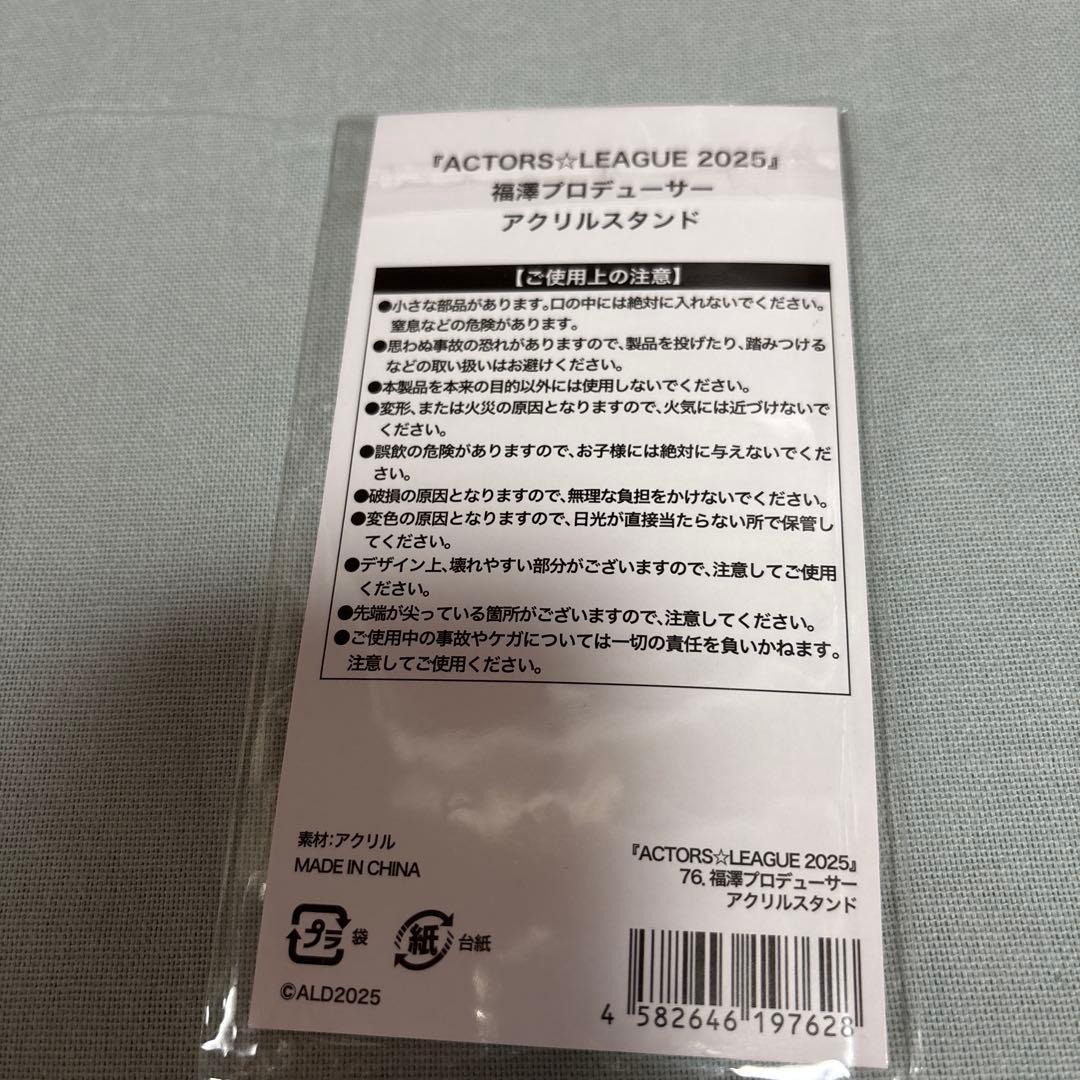 『ACTORS☆LEAGUE 2025』
福澤プロデューサー
アクリルスタンド
【ご使用上の注意】
●小さな部品があります。口の中には絶対に入れないでください。
窒息などの危険があります。
●思わぬ事故の恐れがありますので、製品を投げたり、踏みつける
などの取い扱いはお避けください。
●本製品を本来の目的以外には使用しないでください。
●変形、または火災の原因となりますので、火気には近づけないで
ください。
●誤飲の危険がありますので、お子様には絶対に与えないでくだ
さい。
●破損の原因となりますので、無理な負担をかけないでください。
●変色の原因となりますので、日光が直接当たらない所で保管し
てください。
●デザイン上、壊れやすい部分がございますので、注意してご使用
ください。
●先端が尖っている箇所がございますので、注意してください。
●ご使用中の事故やケガについては一切の責任を負いかねます。
注意してご使用ください。
素材:アクリル
MADE IN CHINA
プラ 袋
紙 台紙
©ALD2025
『ACTORS☆LEAGUE 2025』
76. 福澤プロデューサー
アクリルスタンド
4 582646 197628